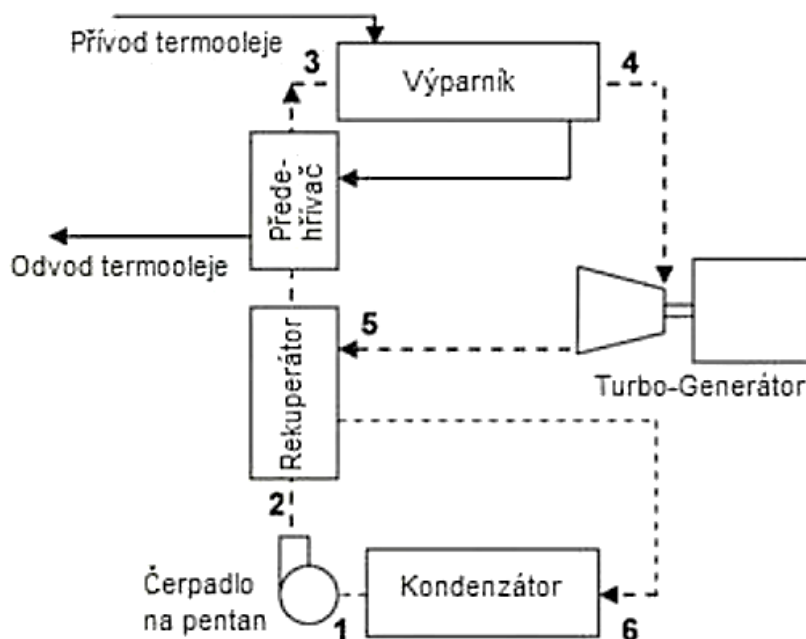 Přívod termooleje
3
Výparník
4
Přede-
hřívač
Odvod termooleje
5
Rekuperátor
Turbo-Generátor
2
Čerpadlo
na pentan
Kondenzátor
1
6